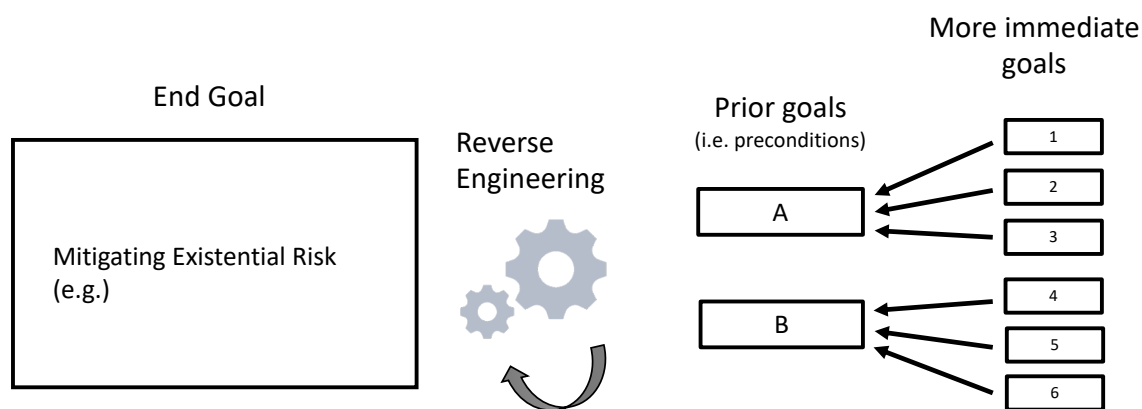 End Goal
Mitigating Existential Risk
(e.g.)
Reverse
Engineering
Prior goals
(i.e. preconditions)
A
B
More immediate
goals
1
2
3
4
5
6